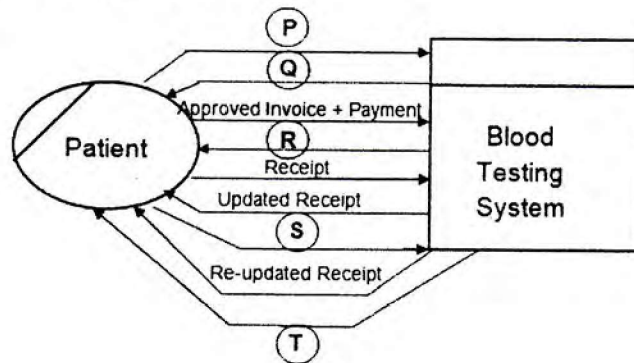 P
Q
Approved Invoice + Payment
R
Patient
Receipt
Updated Receipt
S
Re-updated Receipt
T
Blood
Testing
System